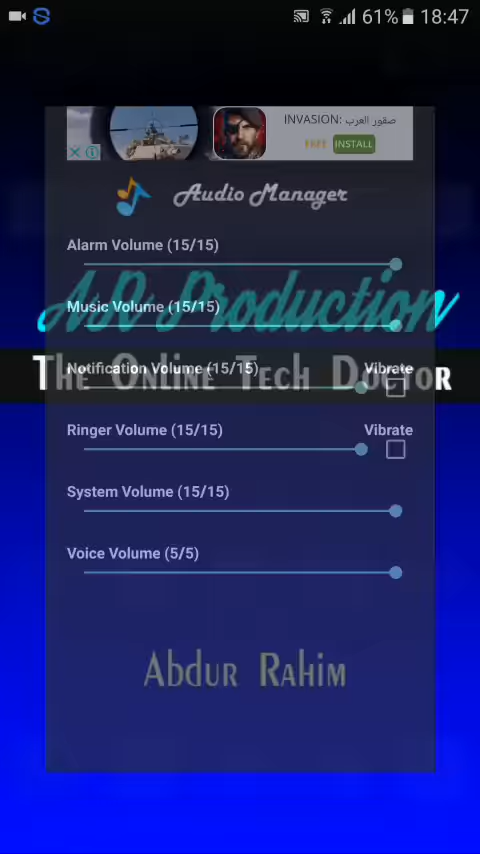 61% 18:47
INVASION: صقور العرب
FREE INSTALL
Audio Manager
Alarm Volume (15/15)
AR Production
Music Volume (15/15)
Notification Volume (15/15) Vibrate
The Online Tech Doctor
Ringer Volume (15/15) Vibrate
System Volume (15/15)
Voice Volume (5/5)
Abdur Rahim